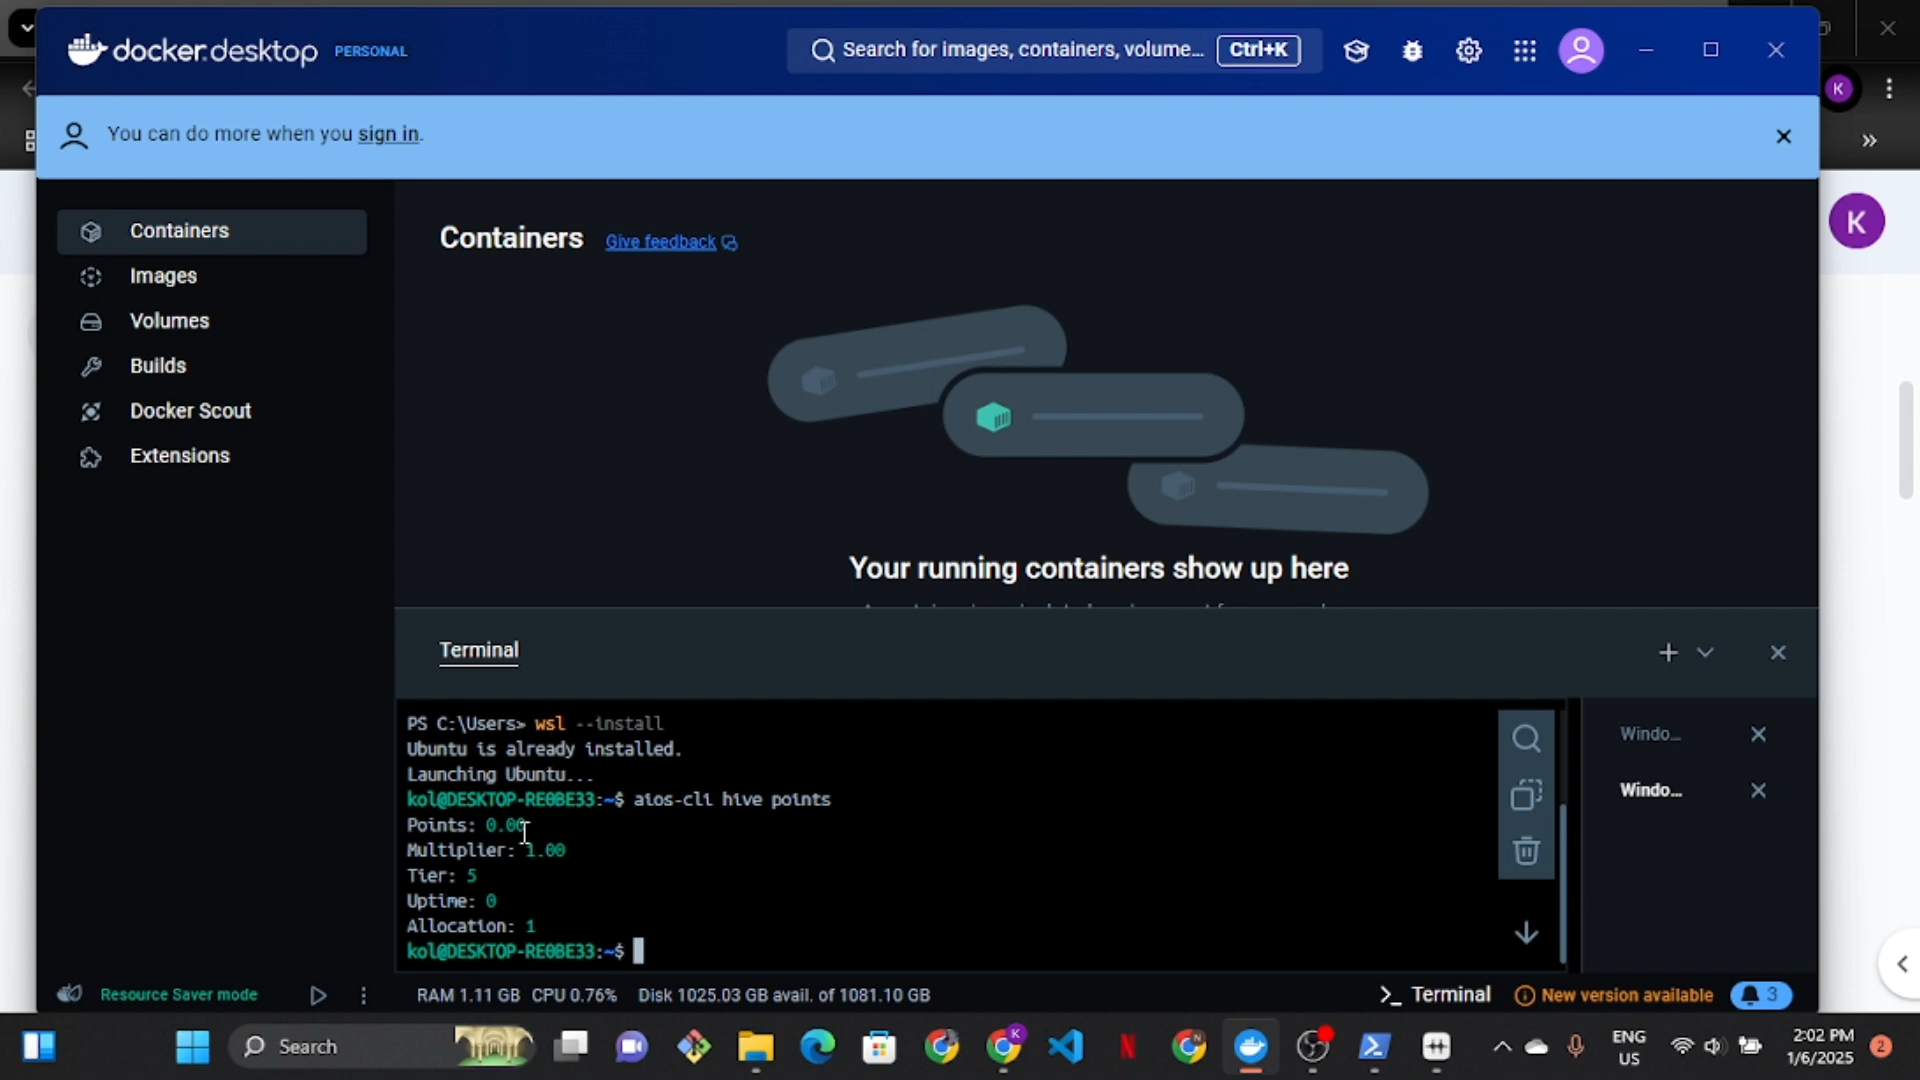 docker.desktop PERSONAL
Search for images, containers, volume... Ctrl+K
K
You can do more when you sign in.
K
Containers
Images
Volumes
Builds
Docker Scout
Extensions
Containers Give feedback
Your running containers show up here
Terminal
PS C:\Users> wsl --install
Ubuntu is already installed.
Launching Ubuntu...
kol@DESKTOP-RE0BE33:~$ aios-cli hive points
Points: 0.00
Multiplier: 1.00
Tier: 5
Uptime: 0
Allocation: 1
kol@DESKTOP-RE0BE33:~$
Windo...
Windo...
Resource Saver mode
RAM 1.11 GB CPU 0.76% Disk 1025.03 GB avail. of 1081.10 GB
Terminal
New version available
3
Search
K
N
ENG
US
2:02 PM
1/6/2025
2